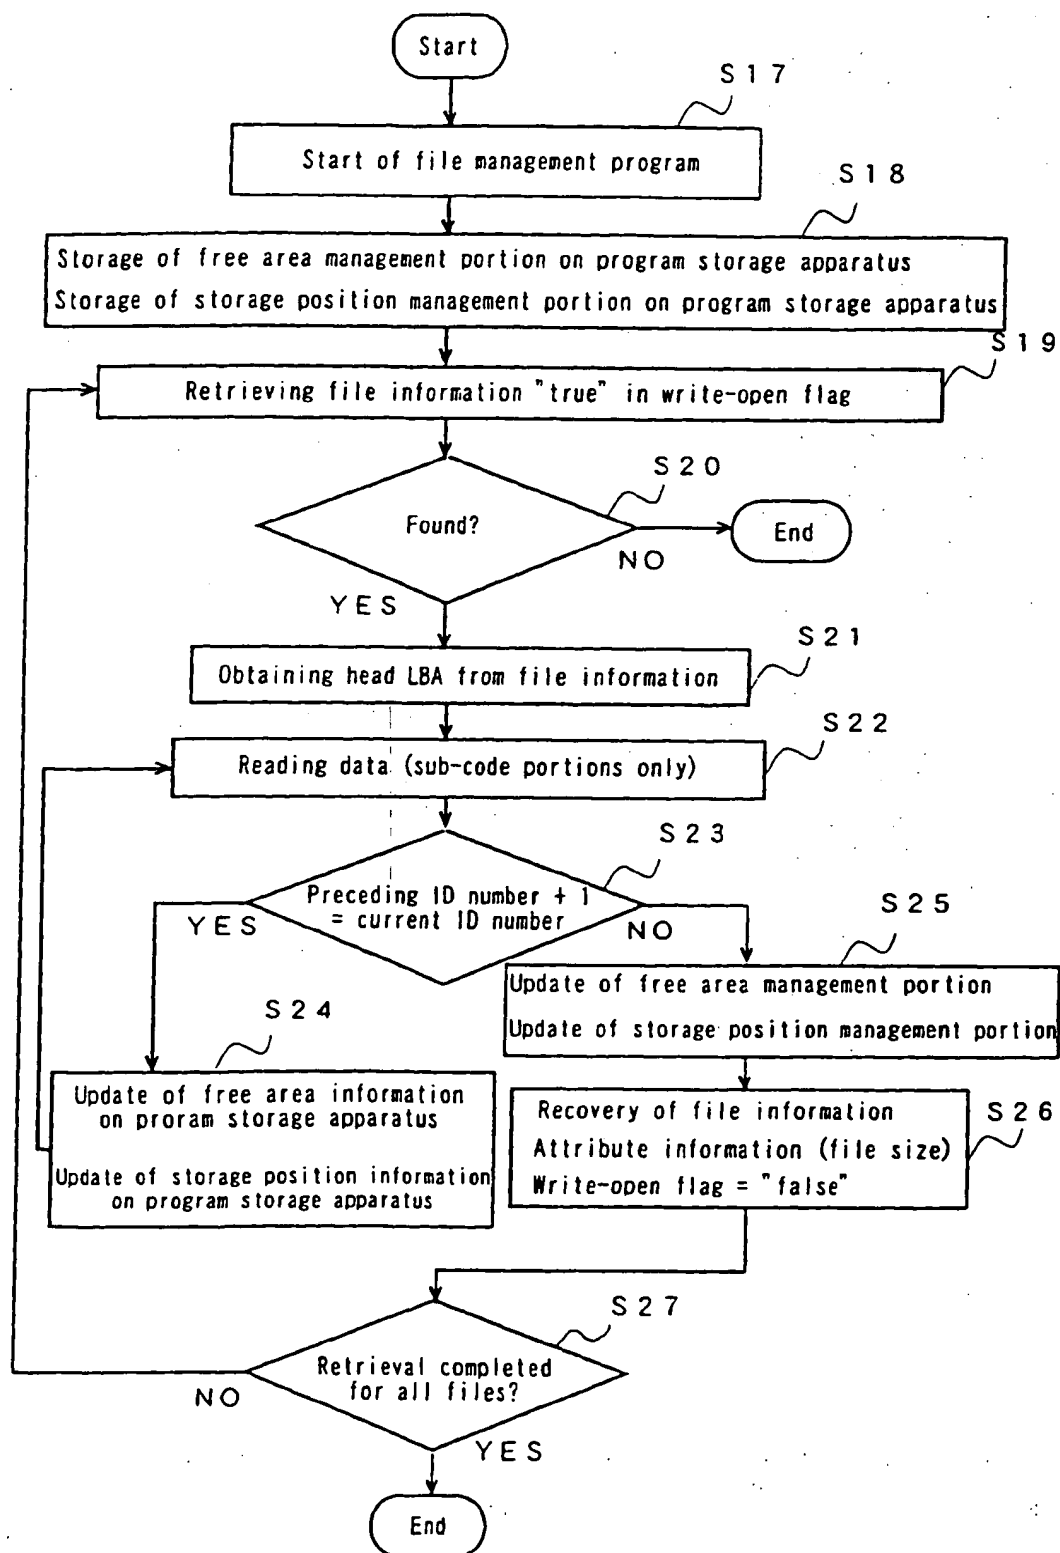 Start
S17
Start of file management program
S18
Storage of free area management portion on program storage apparatus
Storage of storage position management portion on program storage apparatus
S19
Retrieving file information "true" in write-open flag
S20
Found?
End
NO
YES
S21
Obtaining head LBA from file information
S22
Reading data (sub-code portions only)
S23
Preceding ID number + 1
= current ID number
YES
NO
S25
Update of free area management portion
Update of storage position management portion
S24
Update of free area information
on proram storage apparatus
Update of storage position information
on program storage apparatus
S26
Recovery of file information
Attribute information (file size)
Write-open flag = "false"
S27
Retrieval completed
for all files?
NO
YES
End